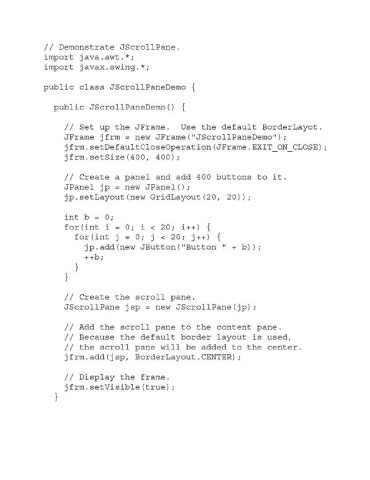 // Demonstrate JScrollPane.
import java.awt.*;
import javax.swing.*;

public class JScrollPaneDemo {

  public JScrollPaneDemo() {

    // Set up the JFrame.  Use the default BorderLayot.
    JFrame jfrm = new JFrame("JScrollPaneDemo");
    jfrm.setDefaultCloseOperation(JFrame.EXIT_ON_CLOSE);
    jfrm.setSize(400, 400);

    // Create a panel and add 400 buttons to it.
    JPanel jp = new JPanel();
    jp.setLayout(new GridLayout(20, 20));

    int b = 0;
    for(int i = 0; i < 20; i++) {
      for(int j = 0; j < 20; j++) {
        jp.add(new JButton("Button " + b));
        ++b;
      }
    }

    // Create the scroll pane.
    JScrollPane jsp = new JScrollPane(jp);

    // Add the scroll pane to the content pane.
    // Because the default border layout is used,
    // the scroll pane will be added to the center.
    jfrm.add(jsp, BorderLayout.CENTER);

    // Display the frame.
    jfrm.setVisible(true);
  }